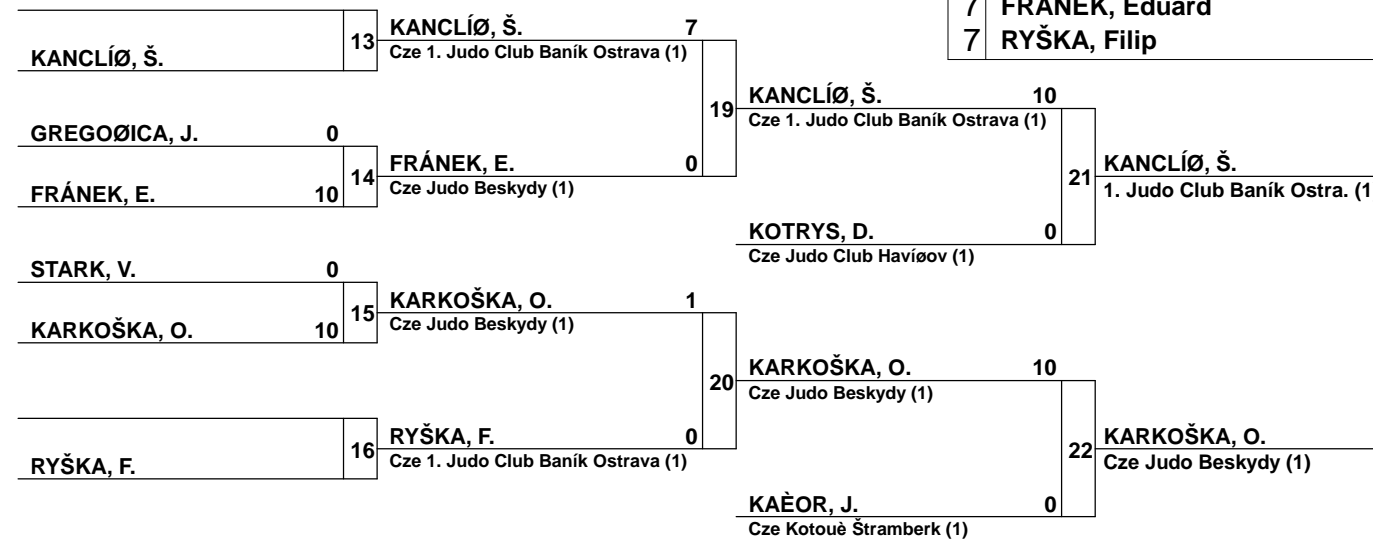 7 FRÁNEK, Eduard
7 RYŠKA, Filip
KANCLÍØ, Š.
13
KANCLÍØ, Š. 7
Cze 1. Judo Club Baník Ostrava (1)
GREGOØICA, J. 0
FRÁNEK, E. 10
14
FRÁNEK, E. 0
Cze Judo Beskydy (1)
19
KANCLÍØ, Š. 10
Cze 1. Judo Club Baník Ostrava (1)
KOTRYS, D. 0
Cze Judo Club Havíøov (1)
21
KANCLÍØ, Š.
1. Judo Club Baník Ostra. (1
STARK, V. 0
KARKOŠKA, O. 10
15
KARKOŠKA, O. 1
Cze Judo Beskydy (1)
RYŠKA, F.
16
RYŠKA, F. 0
Cze 1. Judo Club Baník Ostrava (1)
20
KARKOŠKA, O. 10
Cze Judo Beskydy (1)
KAÈOR, J. 0
Cze Kotouè Štramberk (1)
22
KARKOŠKA, O.
Cze Judo Beskydy (1)